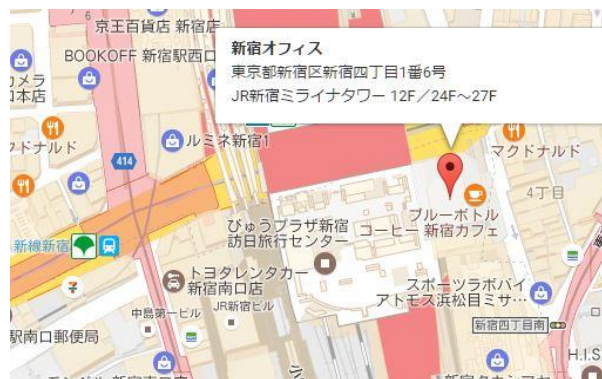 京王百貨店 新宿店
BOOKOFF 新宿駅西口
カメラ
本店
新宿オフィス
東京都新宿区新宿四丁目1番6号
JR新宿ミライナタワー 12F／24F～27F
クドナルド
414
ルミネ新宿1
マクドナルド
4丁目
ブルーボトル
コーヒー 新宿カフェ
びゅうプラザ新宿
訪日旅行センター
新線新宿
トヨタレンタカー
新宿南口店
スポーツラボバイ
アトモス浜松目ミサ…
中島第一ビル
JR新宿ビル
新宿四丁目南
駅南口郵便局
H.I.S